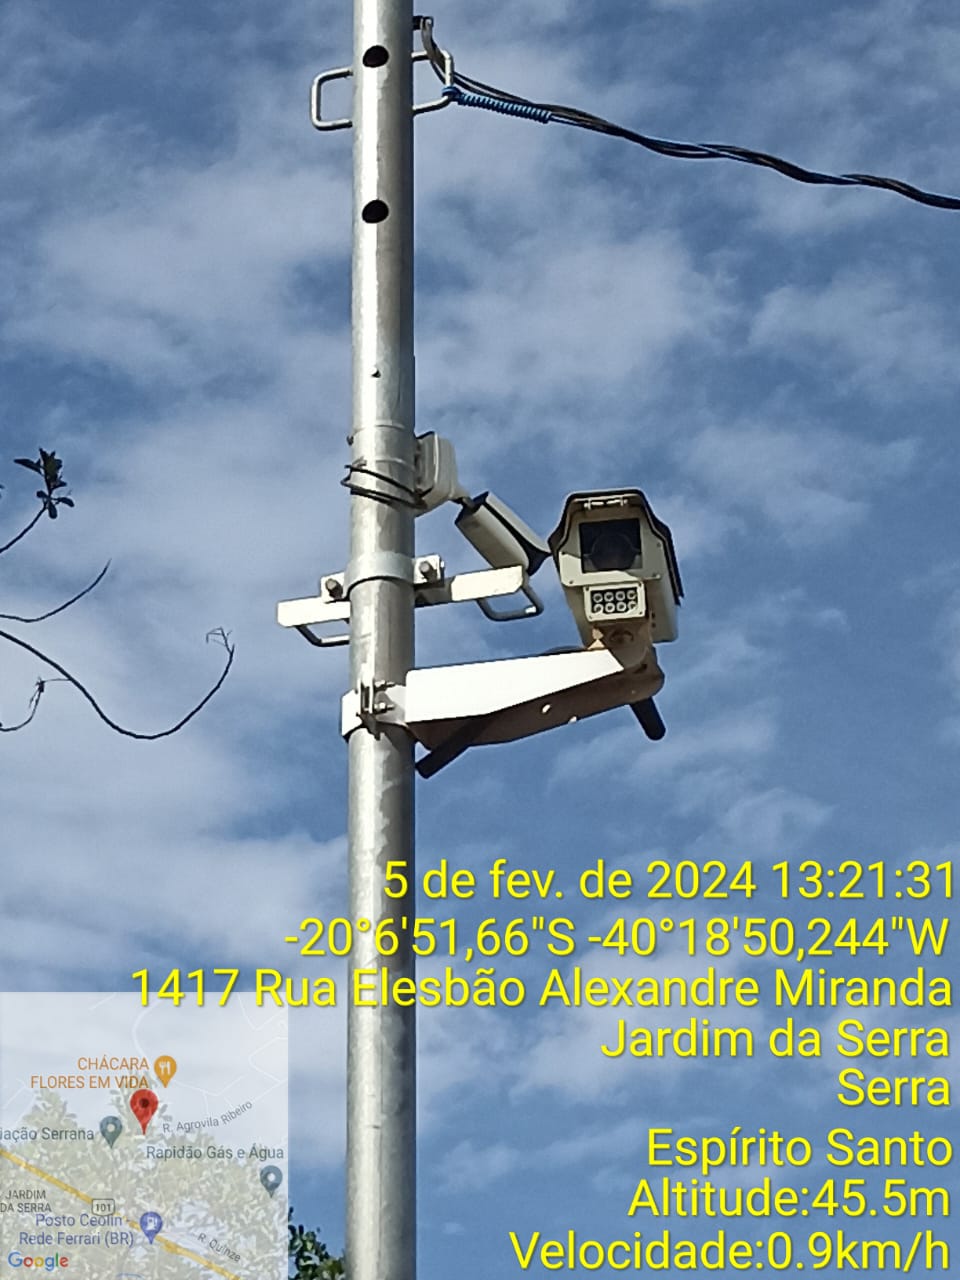 5 de fev. de 2024 13:21:31
-20°6'51,66"S -40°18'50,244"W
1417 Rua Elesbão Alexandre Miranda
Jardim da Serra
Serra
Espírito Santo
Altitude:45.5m
Velocidade:0.9km/h
CHÁCARA
FLORES EM VIDA
R. Agrovila Ribeiro
ação Serrana
Rapidão Gás e Água
JARDIM
DA SERRA
101
Posto Ceolin -
Rede Ferrari (BR)
R. Quinze
Google